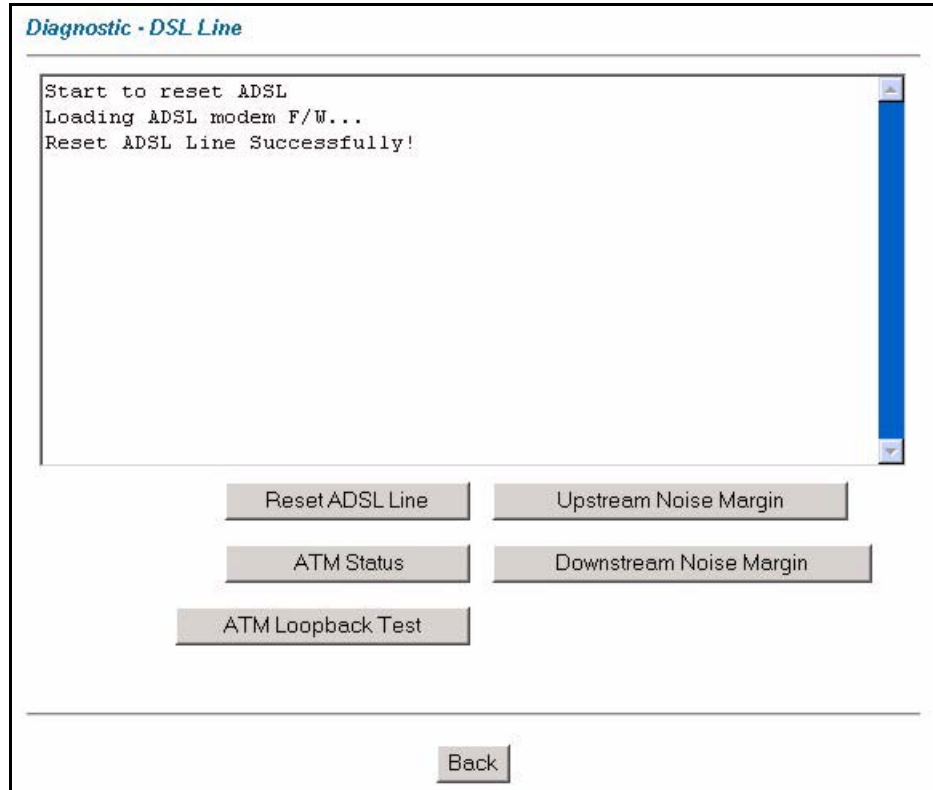 Diagnostic - DSL Line
Start to reset ADSL
Loading ADSL modem F/W...
Reset ADSL Line Successfully!
Reset ADSL Line
Upstream Noise Margin
ATM Status
Downstream Noise Margin
ATM Loopback Test
Back